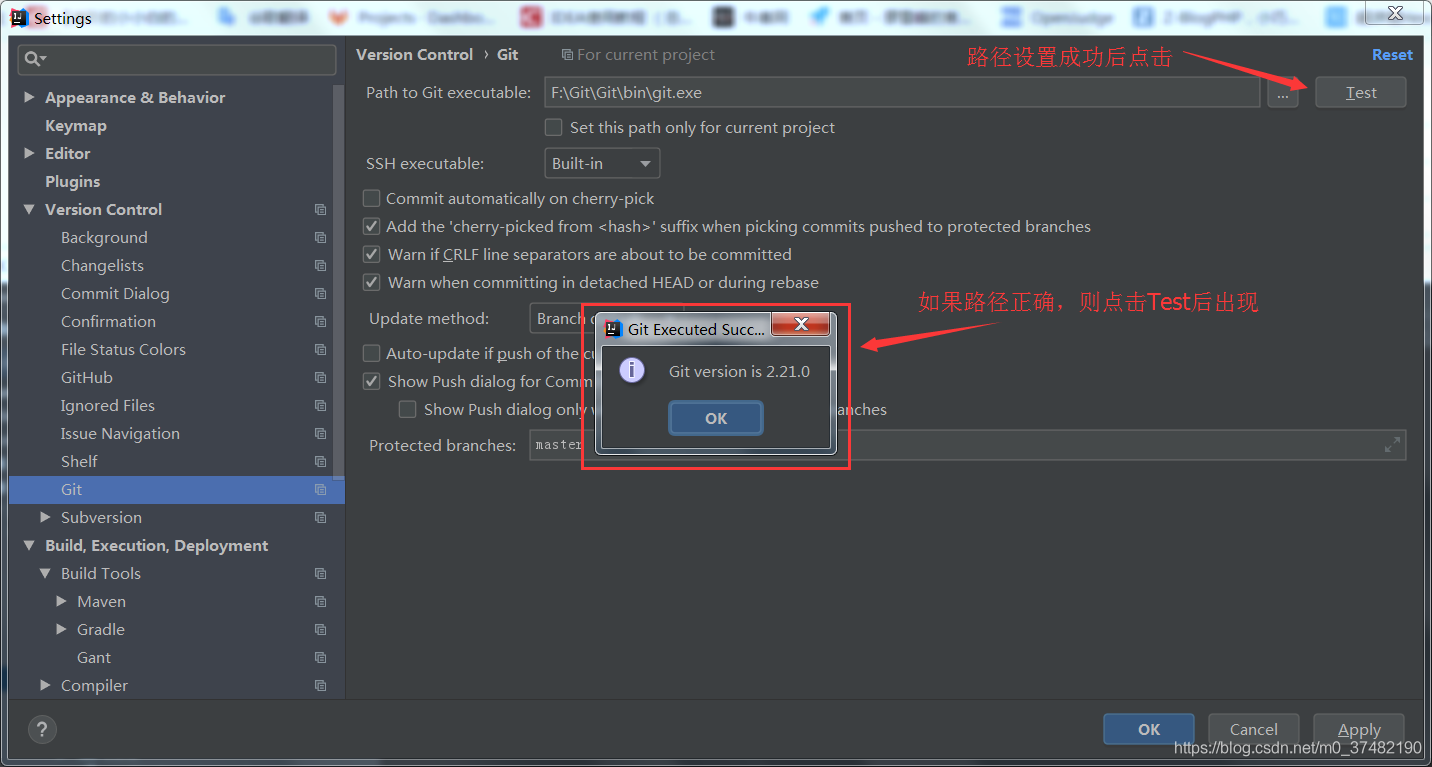 Settings
Version Control › Git
For current project
路径设置成功后点击
Reset
Path to Git executable:
F:\Git\Git\bin\git.exe
...
Test
Set this path only for current project
SSH executable:
Built-in
Commit automatically on cherry-pick
Add the 'cherry-picked from <hash>' suffix when picking commits pushed to protected branches
Warn if CRLF line separators are about to be committed
Warn when committing in detached HEAD or during rebase
如果路径正确，则点击Test后出现
Update method:
Branch
Auto-update if push of the
Show Push dialog for
Show Push dialog only
Protected branches:
master
Git Executed Succ...
Git version is 2.21.0
OK
Appearance & Behavior
Keymap
Editor
Plugins
Version Control
Background
Changelists
Commit Dialog
Confirmation
File Status Colors
GitHub
Ignored Files
Issue Navigation
Shelf
Git
Subversion
Build, Execution, Deployment
Build Tools
Maven
Gradle
Gant
Compiler
?
OK
Cancel
Apply
https://blog.csdn.net/m0_37482190